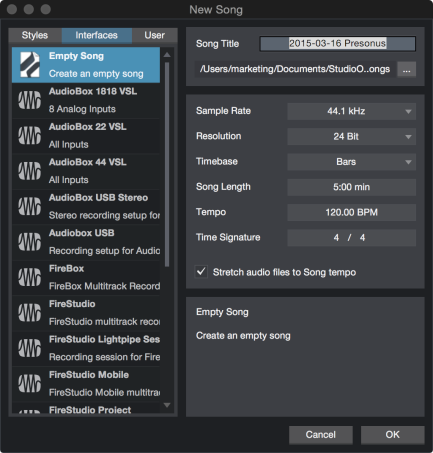 New Song
Styles Interfaces User
Empty Song
Create an empty song
AudioBox 1818 VSL
8 Analog Inputs
AudioBox 22 VSL
All Inputs
AudioBox 44 VSL
All Inputs
AudioBox USB Stereo
Stereo recording setup for
Audiobox USB
Recording setup for Audio
FireBox
FireBox Multitrack Record
FireStudio
FireStudio multitrack reco
FireStudio Lightpipe Ses
Recording session for Fire
FireStudio Mobile
FireStudio Mobile multitra
FireStudio Project
Song Title 2015-03-16 Presonus
/Users/marketing/Documents/StudioO..ongs ...
Sample Rate 44.1 kHz
Resolution 24 Bit
Timebase Bars
Song Length 5:00 min
Tempo 120.00 BPM
Time Signature 4 / 4
Stretch audio files to Song tempo
Empty Song
Create an empty song
Cancel OK